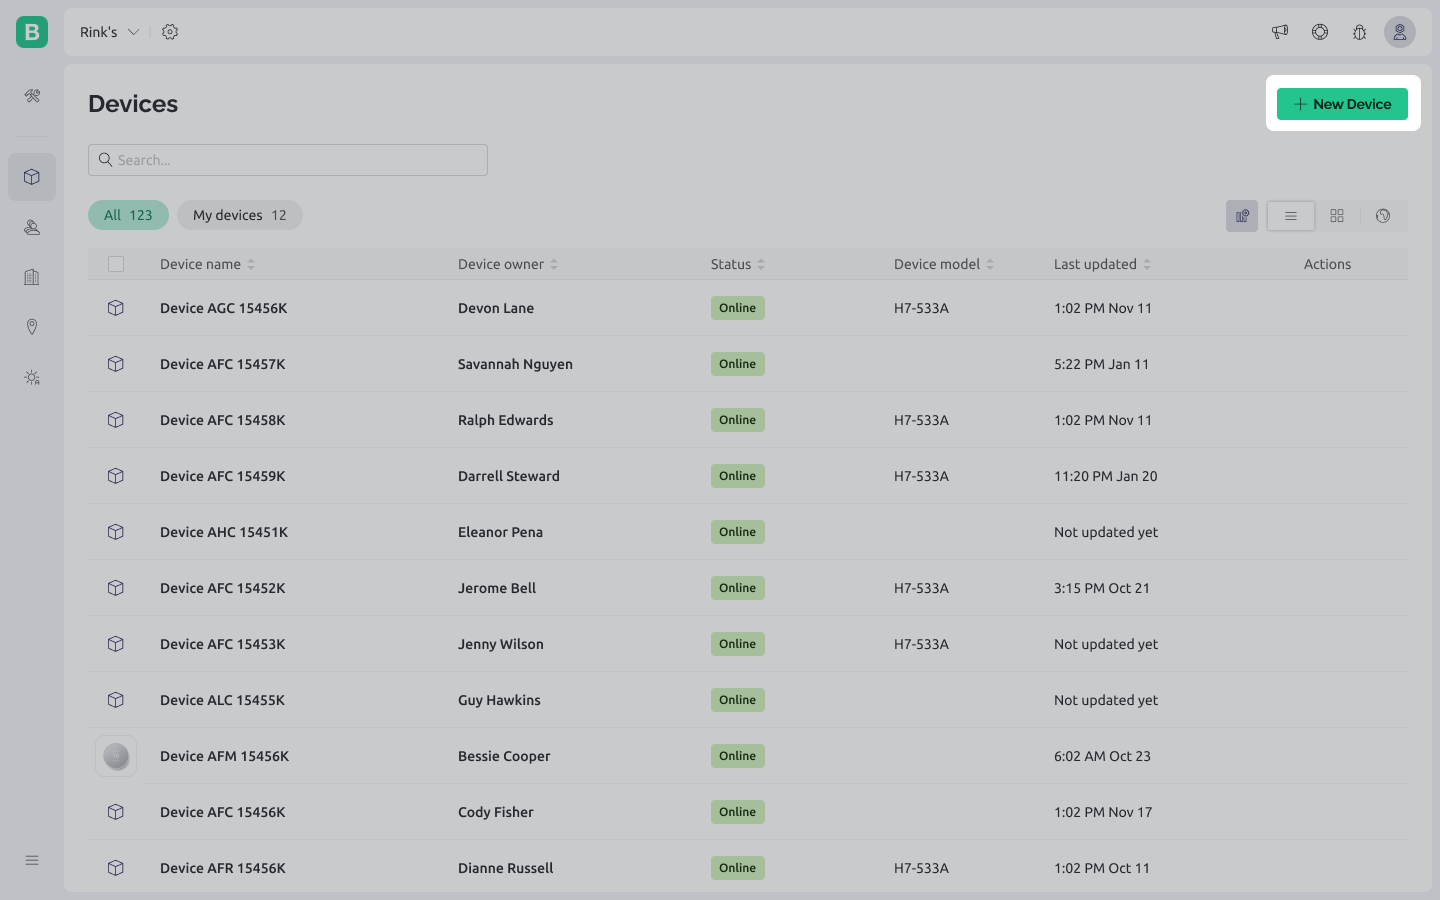 B
Rink's
Devices
New Device
Search...
All 123
My devices 12
Device name Device owner Status Device model Last updated Actions
Device AGC 15456K Devon Lane Online H7-533A 1:02 PM Nov 11
Device AFC 15457K Savannah Nguyen Online 5:22 PM Jan 11
Device AFC 15458K Ralph Edwards Online H7-533A 1:02 PM Nov 11
Device AFC 15459K Darrell Steward Online H7-533A 11:20 PM Jan 20
Device AHC 15451K Eleanor Pena Online Not updated yet
Device AFC 15452K Jerome Bell Online H7-533A 3:15 PM Oct 21
Device AFC 15453K Jenny Wilson Online H7-533A Not updated yet
Device ALC 15455K Guy Hawkins Online Not updated yet
Device AFM 15456K Bessie Cooper Online 6:02 AM Oct 23
Device AFC 15456K Cody Fisher Online 1:02 PM Nov 17
Device AFR 15456K Dianne Russell Online H7-533A 1:02 PM Oct 11